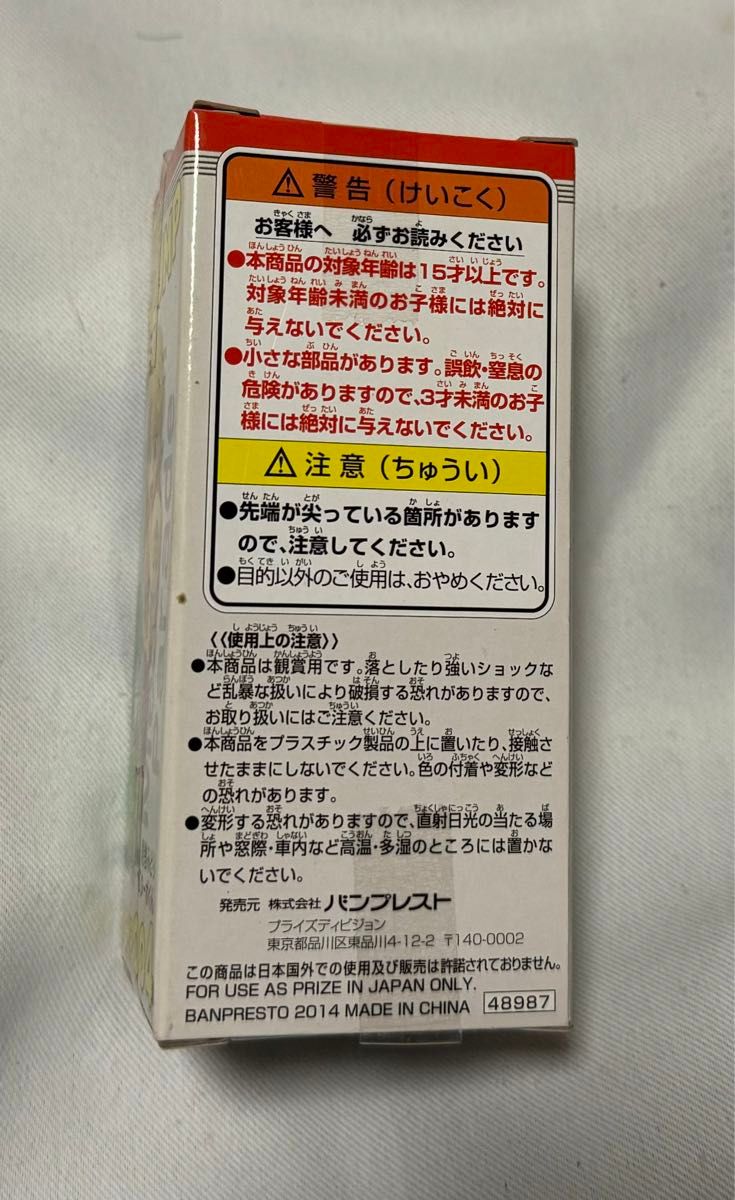 ⚠ 警告（けいこく）
お客様へ 必ずお読みください
●本商品の対象年齢は15才以上です。
対象年齢未満のお子様には絶対に
与えないでください。
●小さな部品があります。誤飲・窒息の
危険がありますので、3才未満のお子
様には絶対に与えないでください。
⚠ 注意（ちゅうい）
●先端が尖っている箇所があります
ので、注意してください。
●目的以外のご使用は、おやめください。
《使用上の注意》
●本商品は観賞用です。落としたり強いショックな
ど乱暴な扱いにより破損する恐れがありますので、
お取り扱いにはご注意ください。
●本商品をプラスチック製品の上に置いたり、接触さ
せたままにしないでください。色の付着や変形など
の恐れがあります。
●変形する恐れがありますので、直射日光の当たる場
所や窓際・車内など高温・多湿のところには置かな
いでください。
発売元 株式会社 バンプレスト
プライズディビジョン
東京都品川区東品川4-12-2 〒140-0002
この商品は日本国外での使用及び販売は許諾されておりません。
FOR USE AS PRIZE IN JAPAN ONLY.
BANPRESTO 2014 MADE IN CHINA 48987